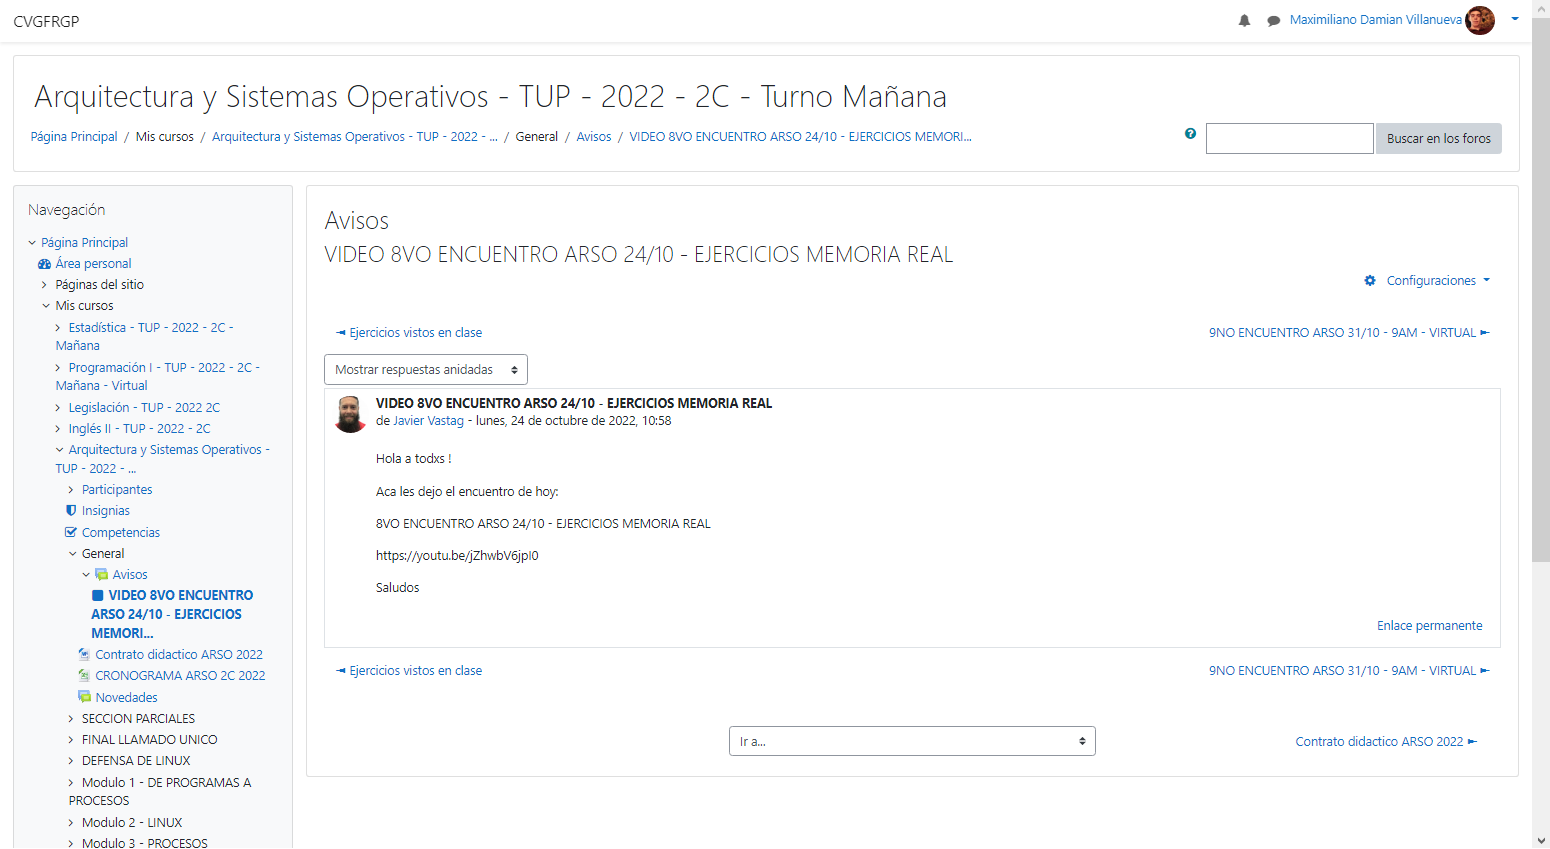 CVGFRGP
Maximiliano Damian Villanueva
Arquitectura y Sistemas Operativos - TUP - 2022 - 2C - Turno Mañana
Página Principal / Mis cursos / Arquitectura y Sistemas Operativos - TUP - 2022 - ... / General / Avisos / VIDEO 8VO ENCUENTRO ARSO 24/10 - EJERCICIOS MEMORI...
Buscar en los foros
Navegación
Página Principal
Área personal
Páginas del sitio
Mis cursos
Estadística - TUP - 2022 - 2C -
Mañana
Programación I - TUP - 2022 - 2C -
Mañana - Virtual
Legislación - TUP - 2022 2C
Inglés II - TUP - 2022 - 2C
Arquitectura y Sistemas Operativos -
TUP - 2022 - ...
Participantes
Insignias
Competencias
General
Avisos
VIDEO 8VO ENCUENTRO
ARSO 24/10 - EJERCICIOS
MEMORI...
Contrato didactico ARSO 2022
CRONOGRAMA ARSO 2C 2022
Novedades
SECCION PARCIALES
FINAL LLAMADO UNICO
DEFENSA DE LINUX
Modulo 1 - DE PROGRAMAS A
PROCESOS
Modulo 2 - LINUX
Modulo 3 - PROCESOS
Avisos
VIDEO 8VO ENCUENTRO ARSO 24/10 - EJERCICIOS MEMORIA REAL
Configuraciones
◄ Ejercicios vistos en clase
9NO ENCUENTRO ARSO 31/10 - 9AM - VIRTUAL ►
Mostrar respuestas anidadas
VIDEO 8VO ENCUENTRO ARSO 24/10 - EJERCICIOS MEMORIA REAL
de Javier Vastag - lunes, 24 de octubre de 2022, 10:58
Hola a todxs !
Aca les dejo el encuentro de hoy:
8VO ENCUENTRO ARSO 24/10 - EJERCICIOS MEMORIA REAL
https://youtu.be/jZhwbV6jpI0
Saludos
Enlace permanente
◄ Ejercicios vistos en clase
9NO ENCUENTRO ARSO 31/10 - 9AM - VIRTUAL ►
Ir a...
Contrato didactico ARSO 2022 ►